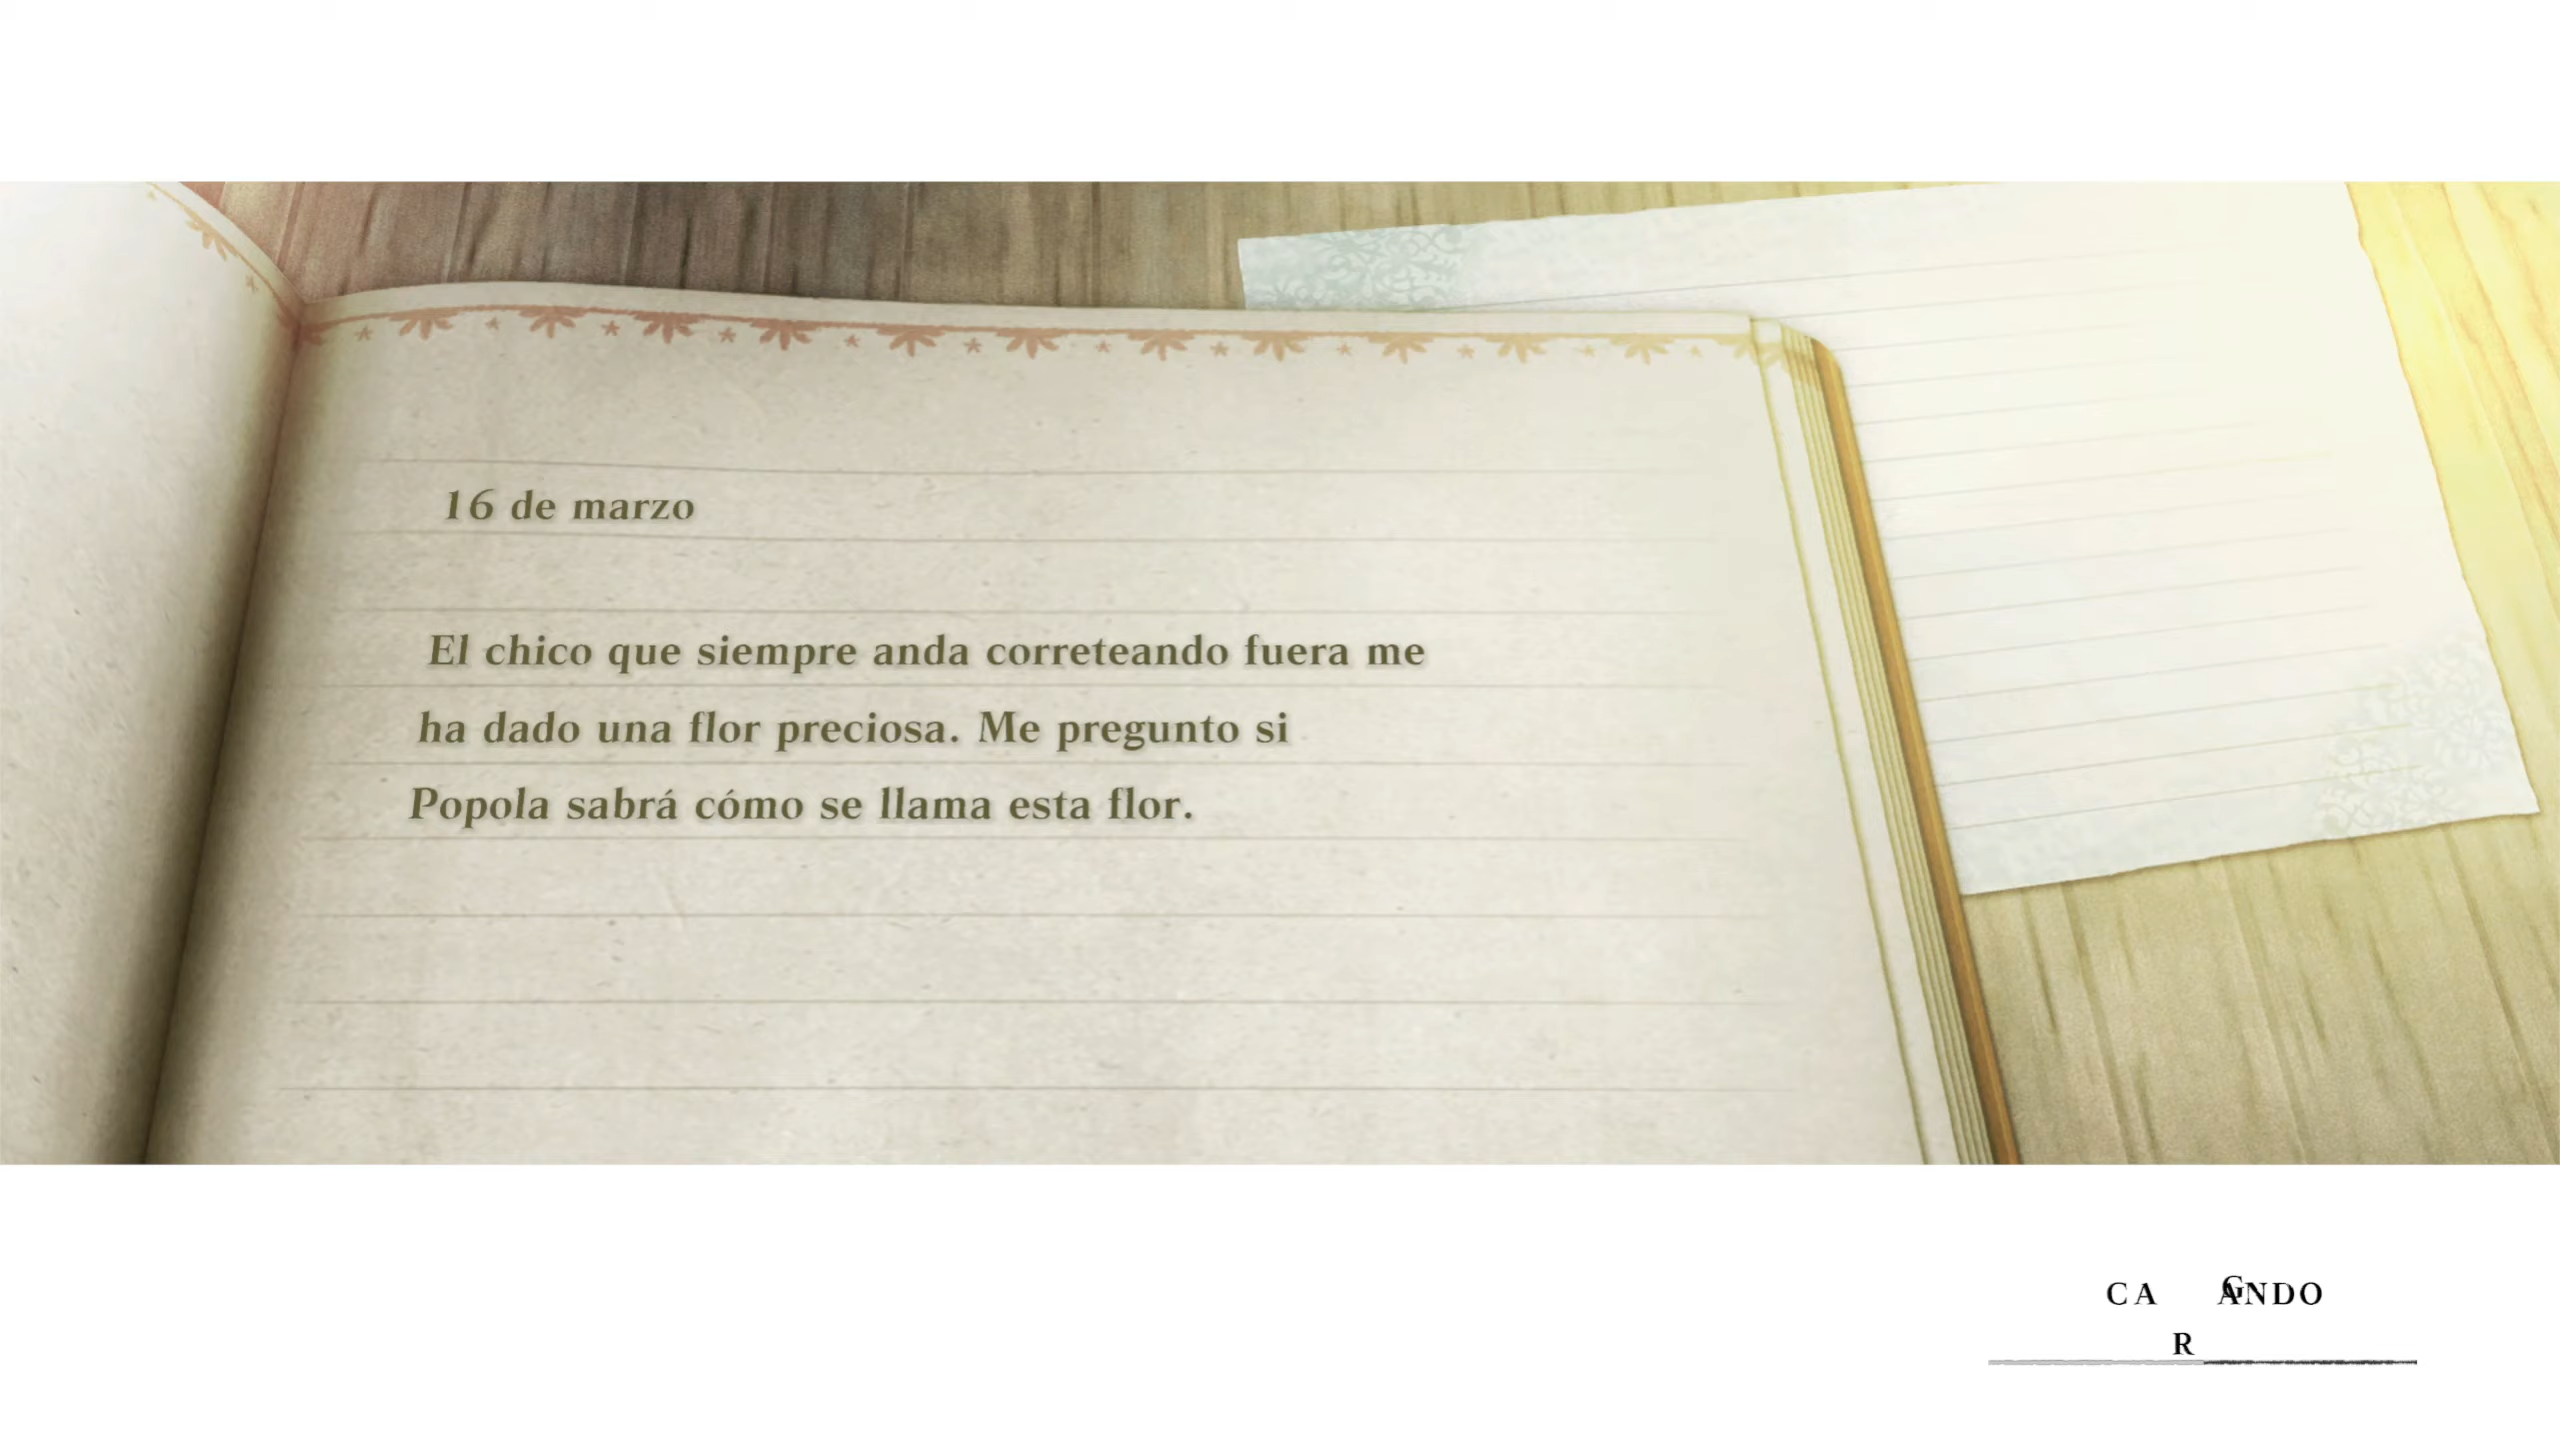 16 de marzo
El chico que siempre anda correteando fuera me
ha dado una flor preciosa. Me pregunto si
Popola sabrá cómo se llama esta flor.
CARGANDO